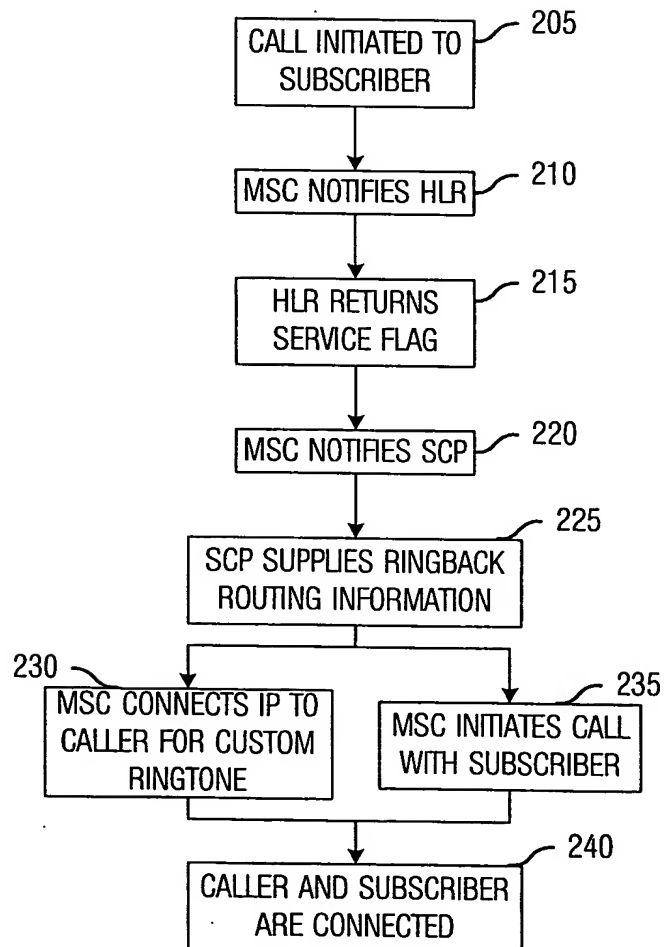 205
CALL INITIATED TO
SUBSCRIBER
210
MSC NOTIFIES HLR
215
HLR RETURNS
SERVICE FLAG
220
MSC NOTIFIES SCP
225
SCP SUPPLIES RINGBACK
ROUTING INFORMATION
230
MSC CONNECTS IP TO
CALLER FOR CUSTOM
RINGTONE
235
MSC INITIATES CALL
WITH SUBSCRIBER
240
CALLER AND SUBSCRIBER
ARE CONNECTED